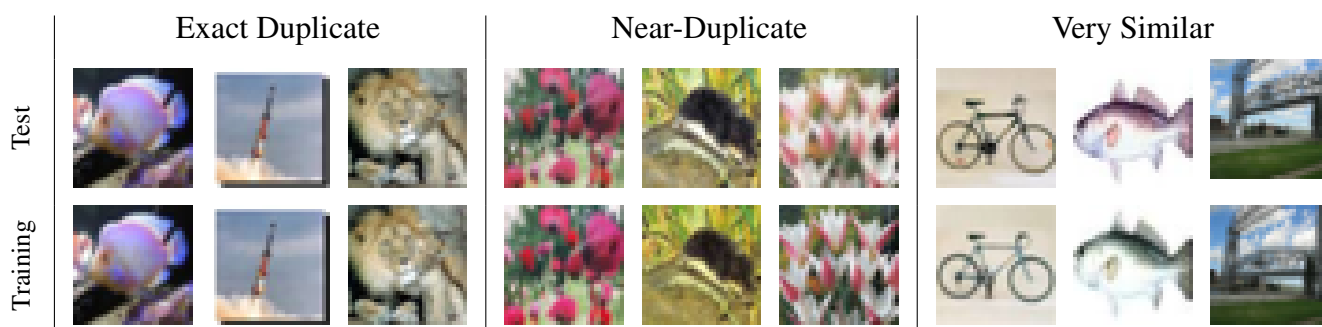 Exact Duplicate
Near-Duplicate
Very Similar
Test
Training